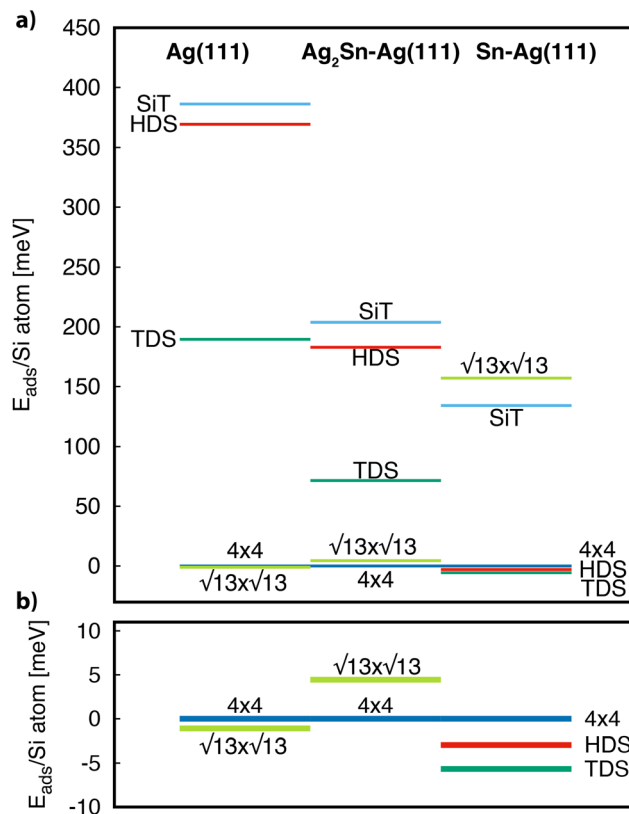 a)
Ag(111) Ag₂Sn-Ag(111) Sn-Ag(111)
E_ads/Si atom [meV]
450
400
350
300
250
200
150
100
50
0
SiT
HDS
TDS
4x4
√13x√13
SiT
HDS
TDS
√13x√13
4x4
√13x√13
SiT
4x4
HDS
TDS
b)
E_ads/Si atom [meV]
10
5
0
-5
-10
4x4
√13x√13
√13x√13
4x4
4x4
HDS
TDS